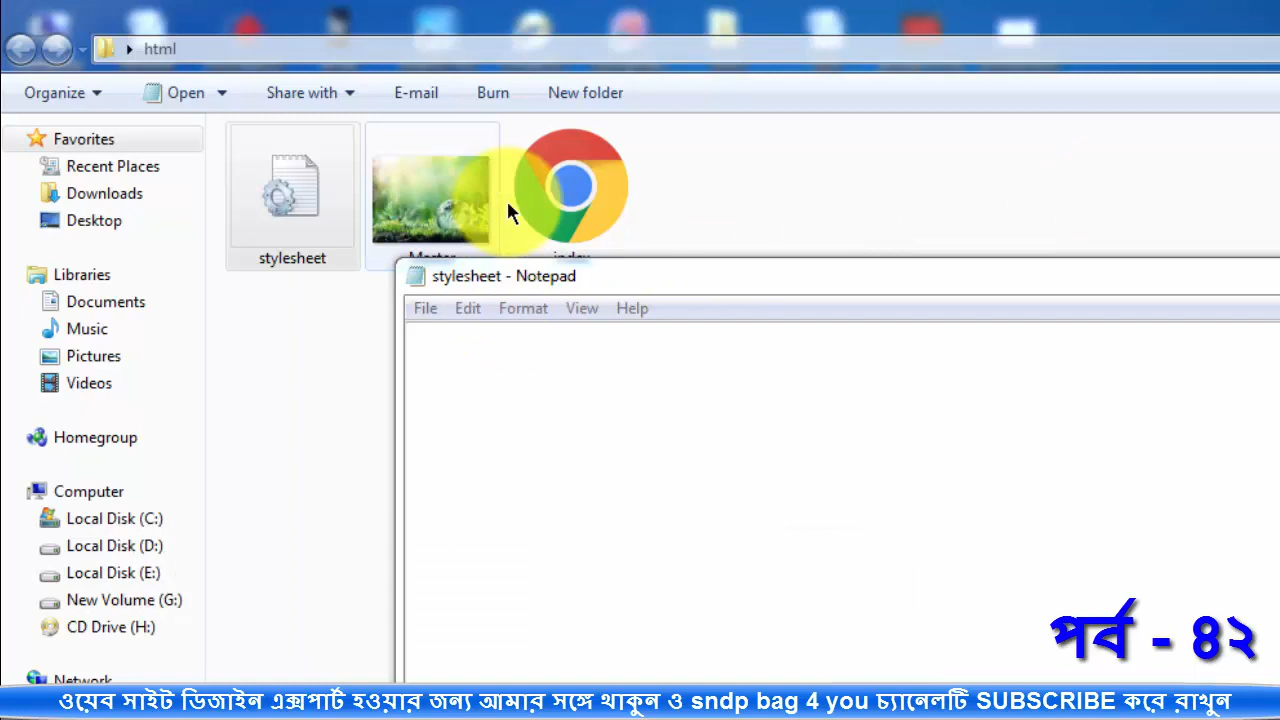 html
Organize
Open
Share with
E-mail
Burn
New folder
Favorites
Recent Places
Downloads
Desktop
Libraries
Documents
Music
Pictures
Videos
Homegroup
Computer
Local Disk (C:)
Local Disk (D:)
Local Disk (E:)
New Volume (G:)
CD Drive (H:)
Network
stylesheet
Master
index
stylesheet - Notepad
File Edit Format View Help
পর্ব - ৪২
ওয়েব সাইট ডিজাইন এক্সপার্ট হওয়ার জন্য আমার সঙ্গে থাকুন ও sndp bag 4 you চ্যানেলটি SUBSCRIBE করে রাখুন